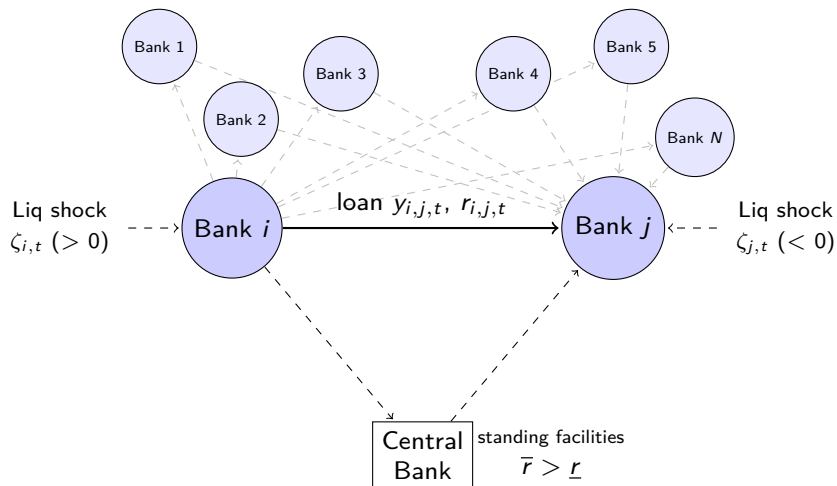 Bank 1
Bank 3
Bank 4
Bank 5
Bank 2
Bank N
Liq shock
ζ_{i,t} (> 0)
Bank i
loan y_{i,j,t}, r_{i,j,t}
Bank j
Liq shock
ζ_{j,t} (< 0)
Central
Bank
standing facilities
r̅ > r̲